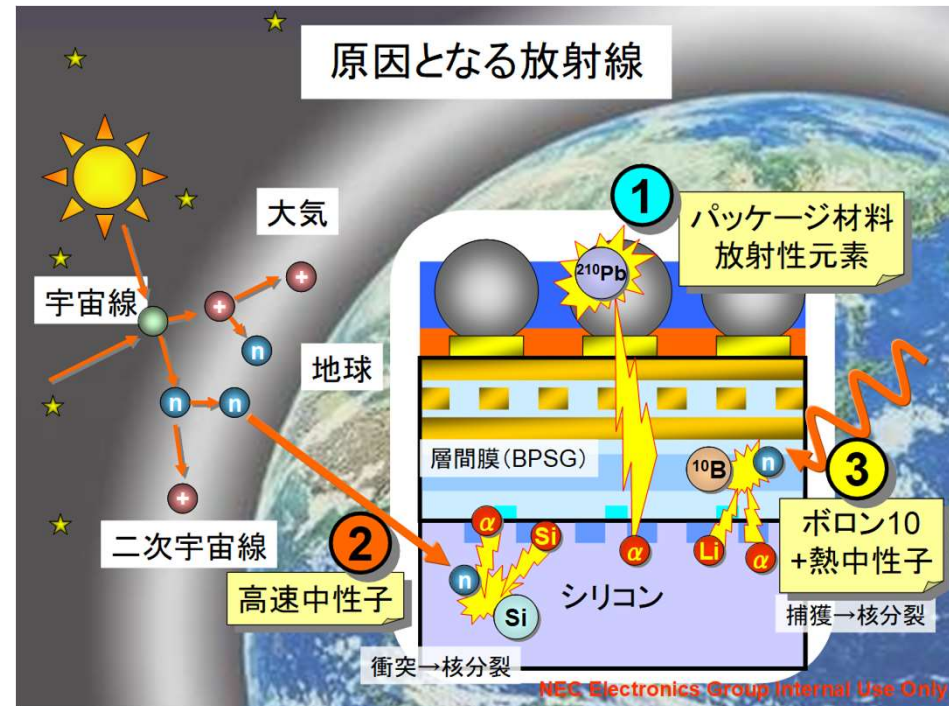 原因となる放射線
大気
宇宙線
+
+
n
n
n
+
地球
二次宇宙線
1
パッケージ材料
放射性元素
210Pb
層間膜(BPSG)
10B
n
3
ボロン10
+熱中性子
捕獲→核分裂
2
高速中性子
n
α
Si
Si
α
Li
α
シリコン
衝突→核分裂
NEC Electronics Group Internal Use Only